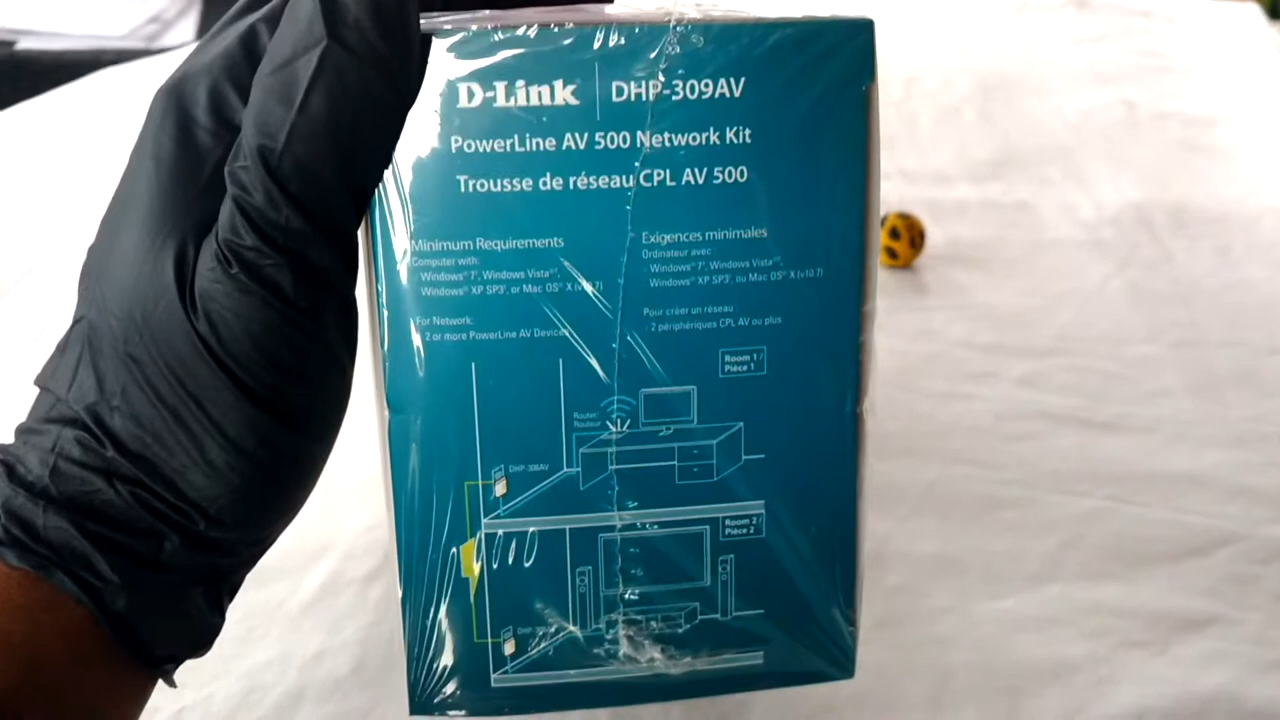 D-Link | DHP-309AV
PowerLine AV 500 Network Kit
Trousse de réseau CPL AV 500
Minimum Requirements
Computer with:
Windows® 7¹, Windows Vista®¹,
Windows® XP SP3¹, or Mac OS® X (v10.7)
For Network:
2 or more PowerLine AV Devices
Exigences minimales
Ordinateur avec :
Windows® 7¹, Windows Vista®¹,
Windows® XP SP3¹, ou Mac OS® X (v10.7)
Pour créer un réseau :
2 périphériques CPL AV ou plus
Room 1 /
Pièce 1
Router/
Routeur
DHP-308AV
Room 2 /
Pièce 2